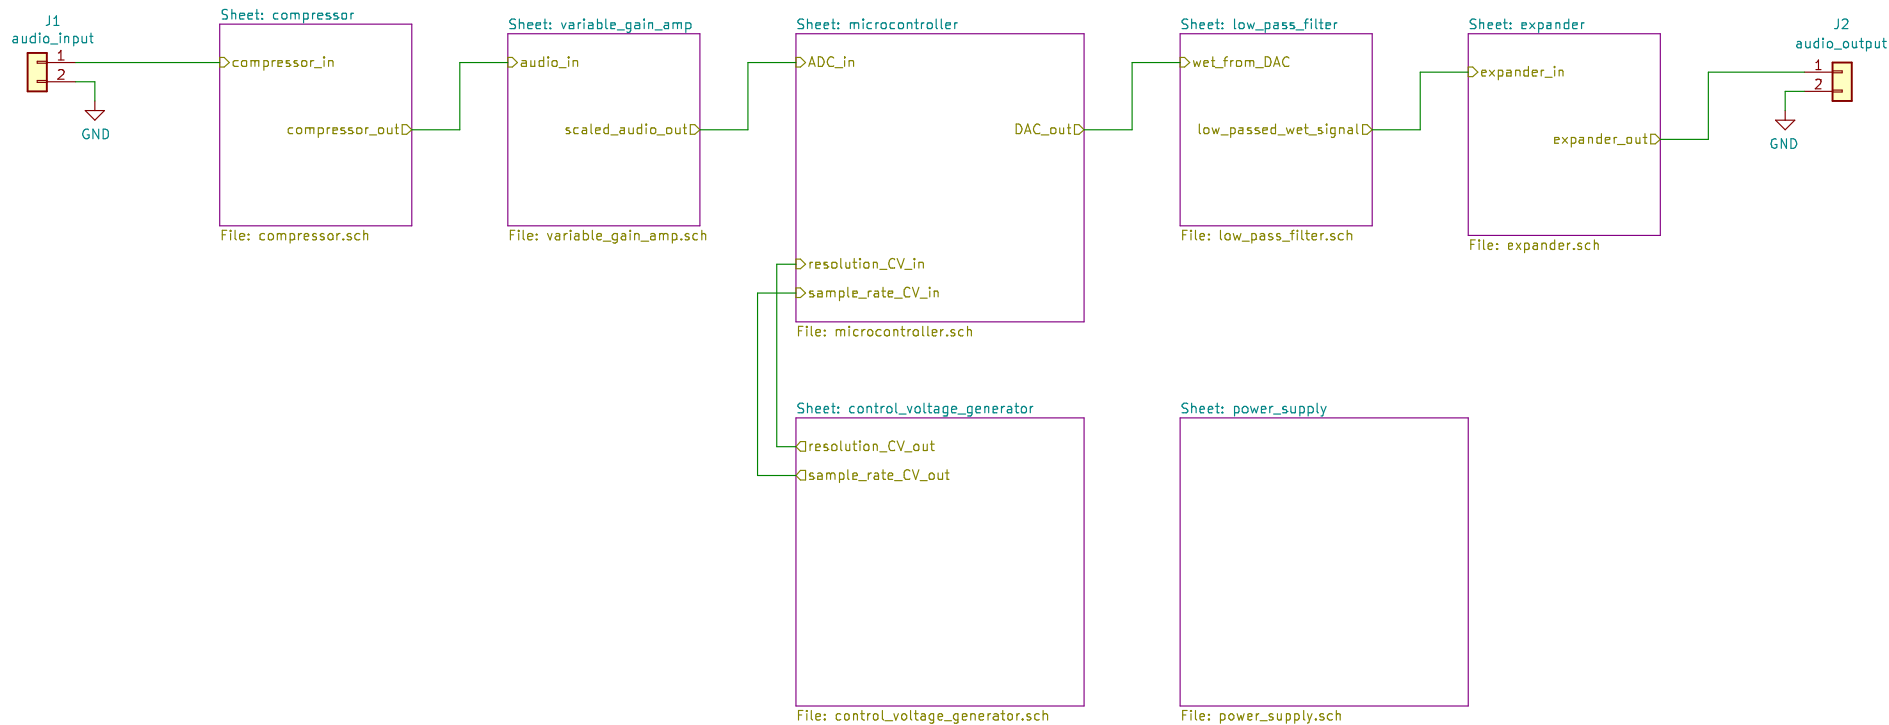 J1
audio_input
1
2
GND
Sheet: compressor
compressor_in
compressor_out
File: compressor.sch
Sheet: variable_gain_amp
audio_in
scaled_audio_out
File: variable_gain_amp.sch
Sheet: microcontroller
ADC_in
DAC_out
resolution_CV_in
sample_rate_CV_in
File: microcontroller.sch
Sheet: low_pass_filter
wet_from_DAC
low_passed_wet_signal
File: low_pass_filter.sch
Sheet: expander
expander_in
expander_out
File: expander.sch
J2
audio_output
1
2
GND
Sheet: control_voltage_generator
resolution_CV_out
sample_rate_CV_out
File: control_voltage_generator.sch
Sheet: power_supply
File: power_supply.sch